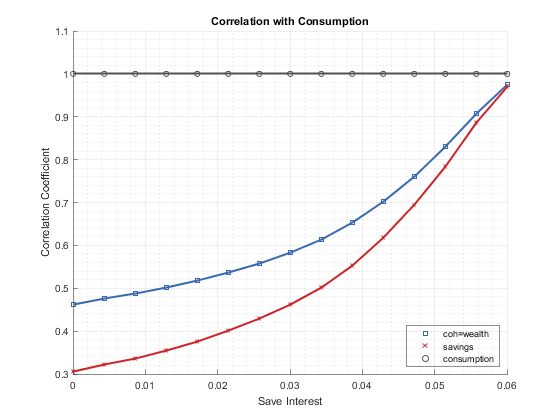 Correlation with Consumption
1.1
1
0.9
0.8
0.7
0.6
0.5
0.4
0.3
Correlation Coefficient
0
0.01
0.02
0.03
0.04
0.05
0.06
Save Interest
coh=wealth
savings
consumption